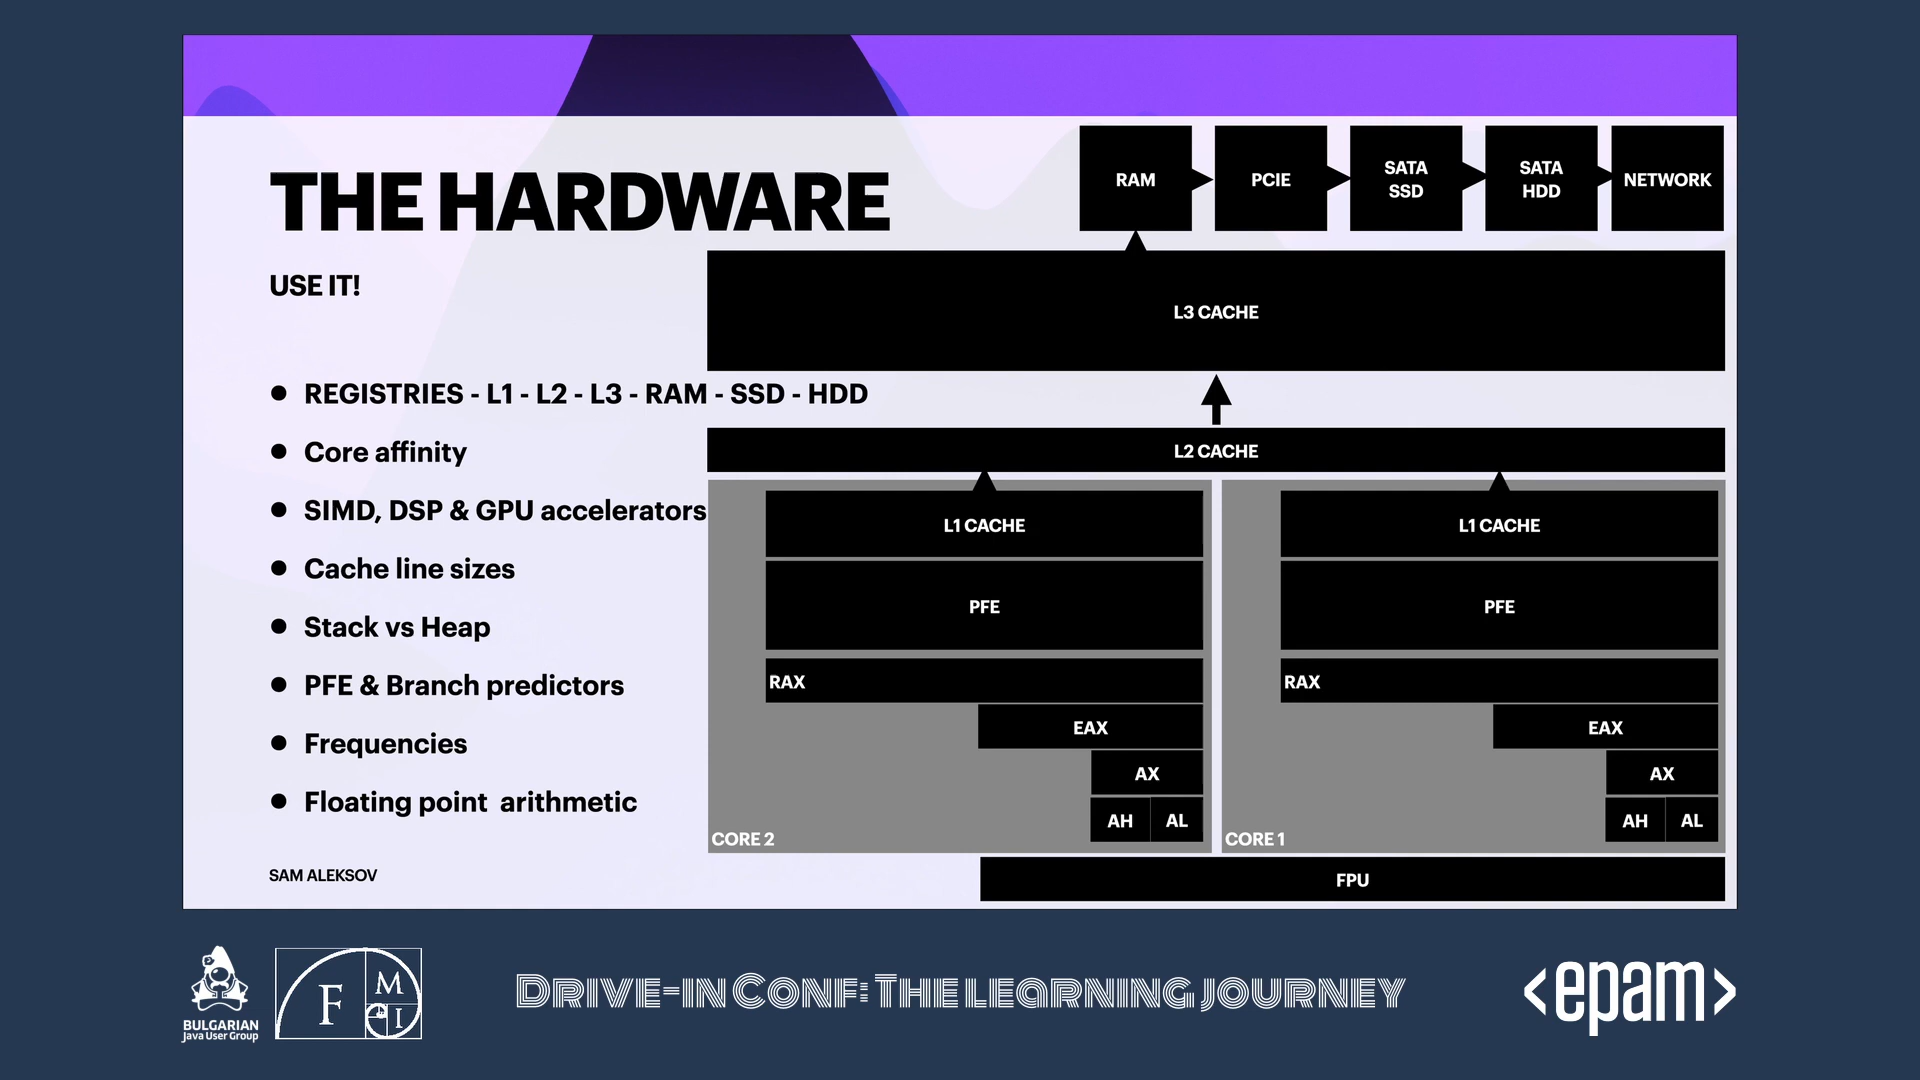 THE HARDWARE
USE IT!
● REGISTRIES - L1 - L2 - L3 - RAM - SSD - HDD
● Core affinity
● SIMD, DSP & GPU accelerators
● Cache line sizes
● Stack vs Heap
● PFE & Branch predictors
● Frequencies
● Floating point  arithmetic
SAM ALEKSOV
RAM
PCIE
SATA
SSD
SATA
HDD
NETWORK
L3 CACHE
L2 CACHE
L1 CACHE
PFE
RAX
EAX
AX
AH
AL
CORE 2
L1 CACHE
PFE
RAX
EAX
AX
AH
AL
CORE 1
FPU
BULGARIAN
Java User Group
F
M
I
DRIVE-IN CONF: THE LEARNING JOURNEY
<epam>